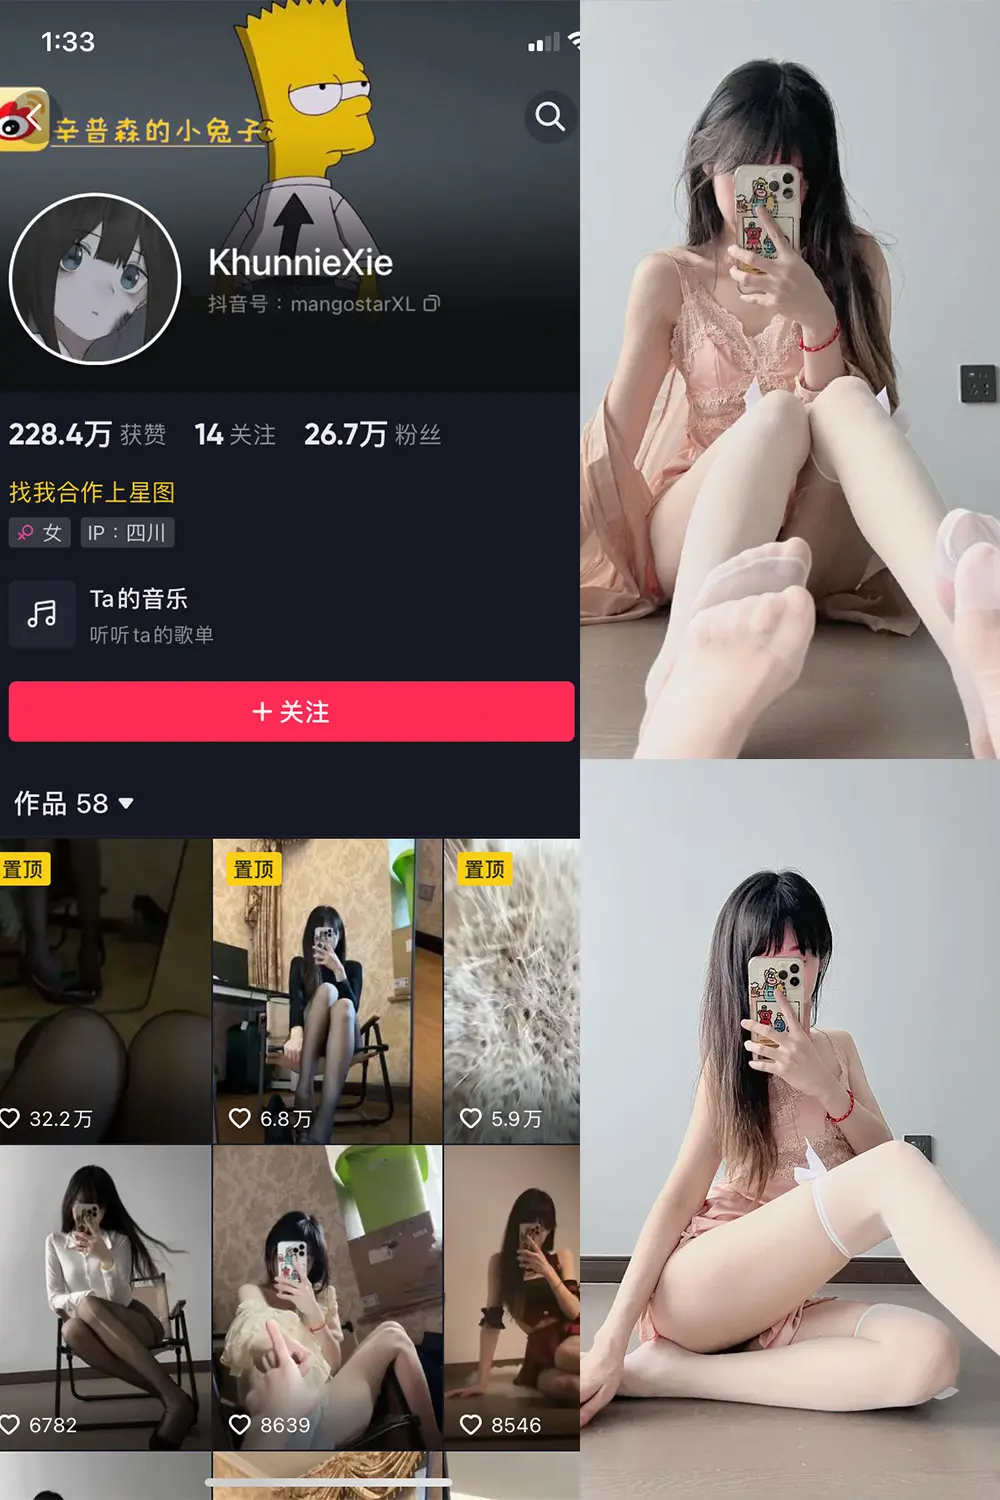 1:33
辛普森的小兔子
KhunnieXie
抖音号：mangostarXL
228.4万 获赞 14 关注 26.7万 粉丝
找我合作上星图
女 IP：四川
Ta的音乐
听听ta的歌单
+ 关注
作品 58
置顶 置顶 置顶
32.2万 6.8万 5.9万
6782 8639 8546